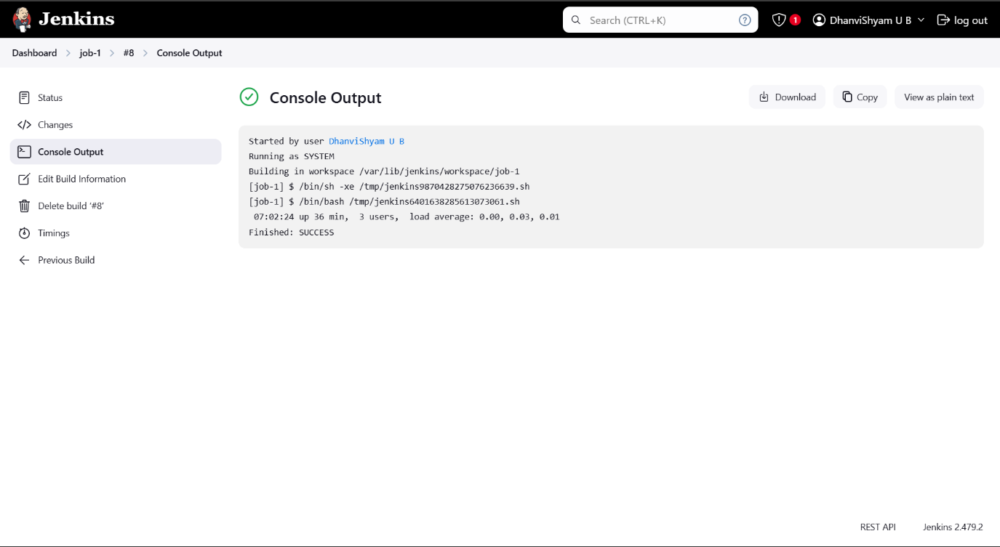 Jenkins
Search (CTRL+K)
1
DhanviShyam U B
log out
Dashboard
job-1
#8
Console Output
Status
Changes
Console Output
Edit Build Information
Delete build ‘#8’
Timings
Previous Build
Console Output
Download
Copy
View as plain text
Started by user DhanviShyam U B
Running as SYSTEM
Building in workspace /var/lib/jenkins/workspace/job-1
[job-1] $ /bin/sh -xe /tmp/jenkins9870428275076236639.sh
[job-1] $ /bin/bash /tmp/jenkins6401638285613073061.sh
07:02:24 up 36 min,  3 users,  load average: 0.00, 0.03, 0.01
Finished: SUCCESS
REST API
Jenkins 2.479.2